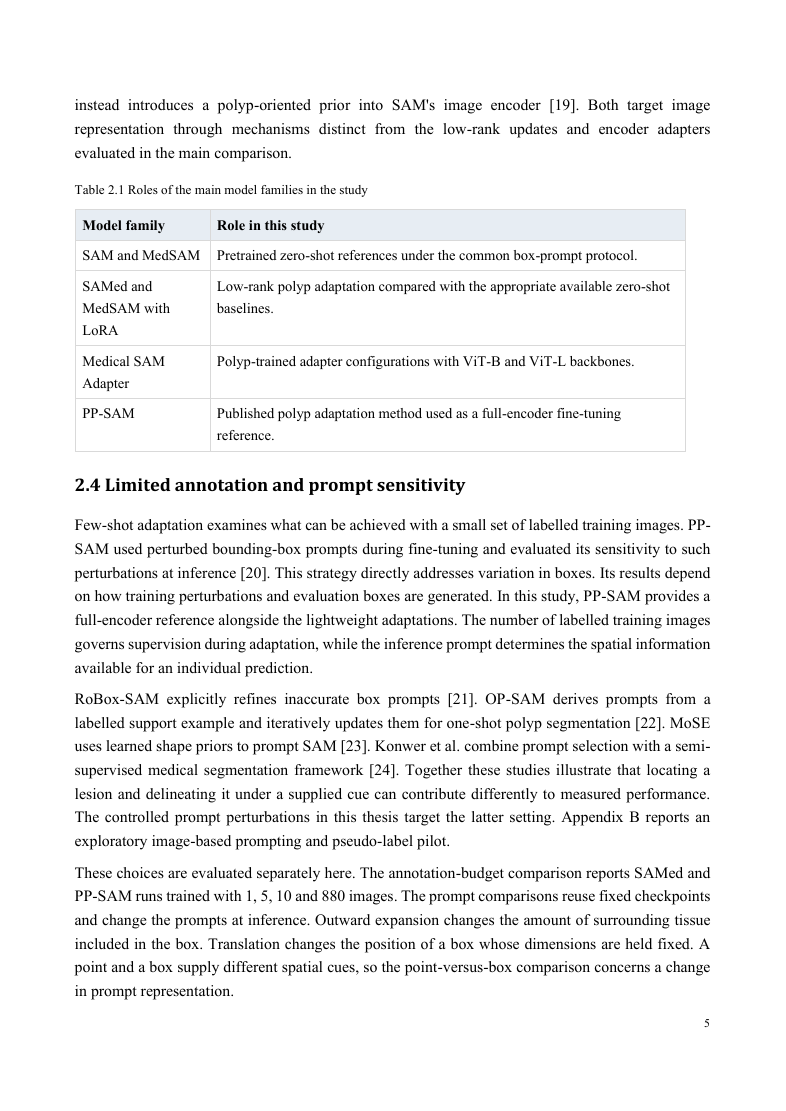 instead introduces a polyp-oriented prior into SAM's image encoder [19]. Both target image
representation through mechanisms distinct from the low-rank updates and encoder adapters
evaluated in the main comparison.
Table 2.1 Roles of the main model families in the study
Model family Role in this study
SAM and MedSAM Pretrained zero-shot references under the common box-prompt protocol.
SAMed and Low-rank polyp adaptation compared with the appropriate available zero-shot
MedSAM with baselines.
LoRA
Medical SAM Polyp-trained adapter configurations with ViT-B and ViT-L backbones.
Adapter
PP-SAM Published polyp adaptation method used as a full-encoder fine-tuning
reference.
2.4 Limited annotation and prompt sensitivity
Few-shot adaptation examines what can be achieved with a small set of labelled training images. PP-
SAM used perturbed bounding-box prompts during fine-tuning and evaluated its sensitivity to such
perturbations at inference [20]. This strategy directly addresses variation in boxes. Its results depend
on how training perturbations and evaluation boxes are generated. In this study, PP-SAM provides a
full-encoder reference alongside the lightweight adaptations. The number of labelled training images
governs supervision during adaptation, while the inference prompt determines the spatial information
available for an individual prediction.
RoBox-SAM explicitly refines inaccurate box prompts [21]. OP-SAM derives prompts from a
labelled support example and iteratively updates them for one-shot polyp segmentation [22]. MoSE
uses learned shape priors to prompt SAM [23]. Konwer et al. combine prompt selection with a semi-
supervised medical segmentation framework [24]. Together these studies illustrate that locating a
lesion and delineating it under a supplied cue can contribute differently to measured performance.
The controlled prompt perturbations in this thesis target the latter setting. Appendix B reports an
exploratory image-based prompting and pseudo-label pilot.
These choices are evaluated separately here. The annotation-budget comparison reports SAMed and
PP-SAM runs trained with 1, 5, 10 and 880 images. The prompt comparisons reuse fixed checkpoints
and change the prompts at inference. Outward expansion changes the amount of surrounding tissue
included in the box. Translation changes the position of a box whose dimensions are held fixed. A
point and a box supply different spatial cues, so the point-versus-box comparison concerns a change
in prompt representation.
5